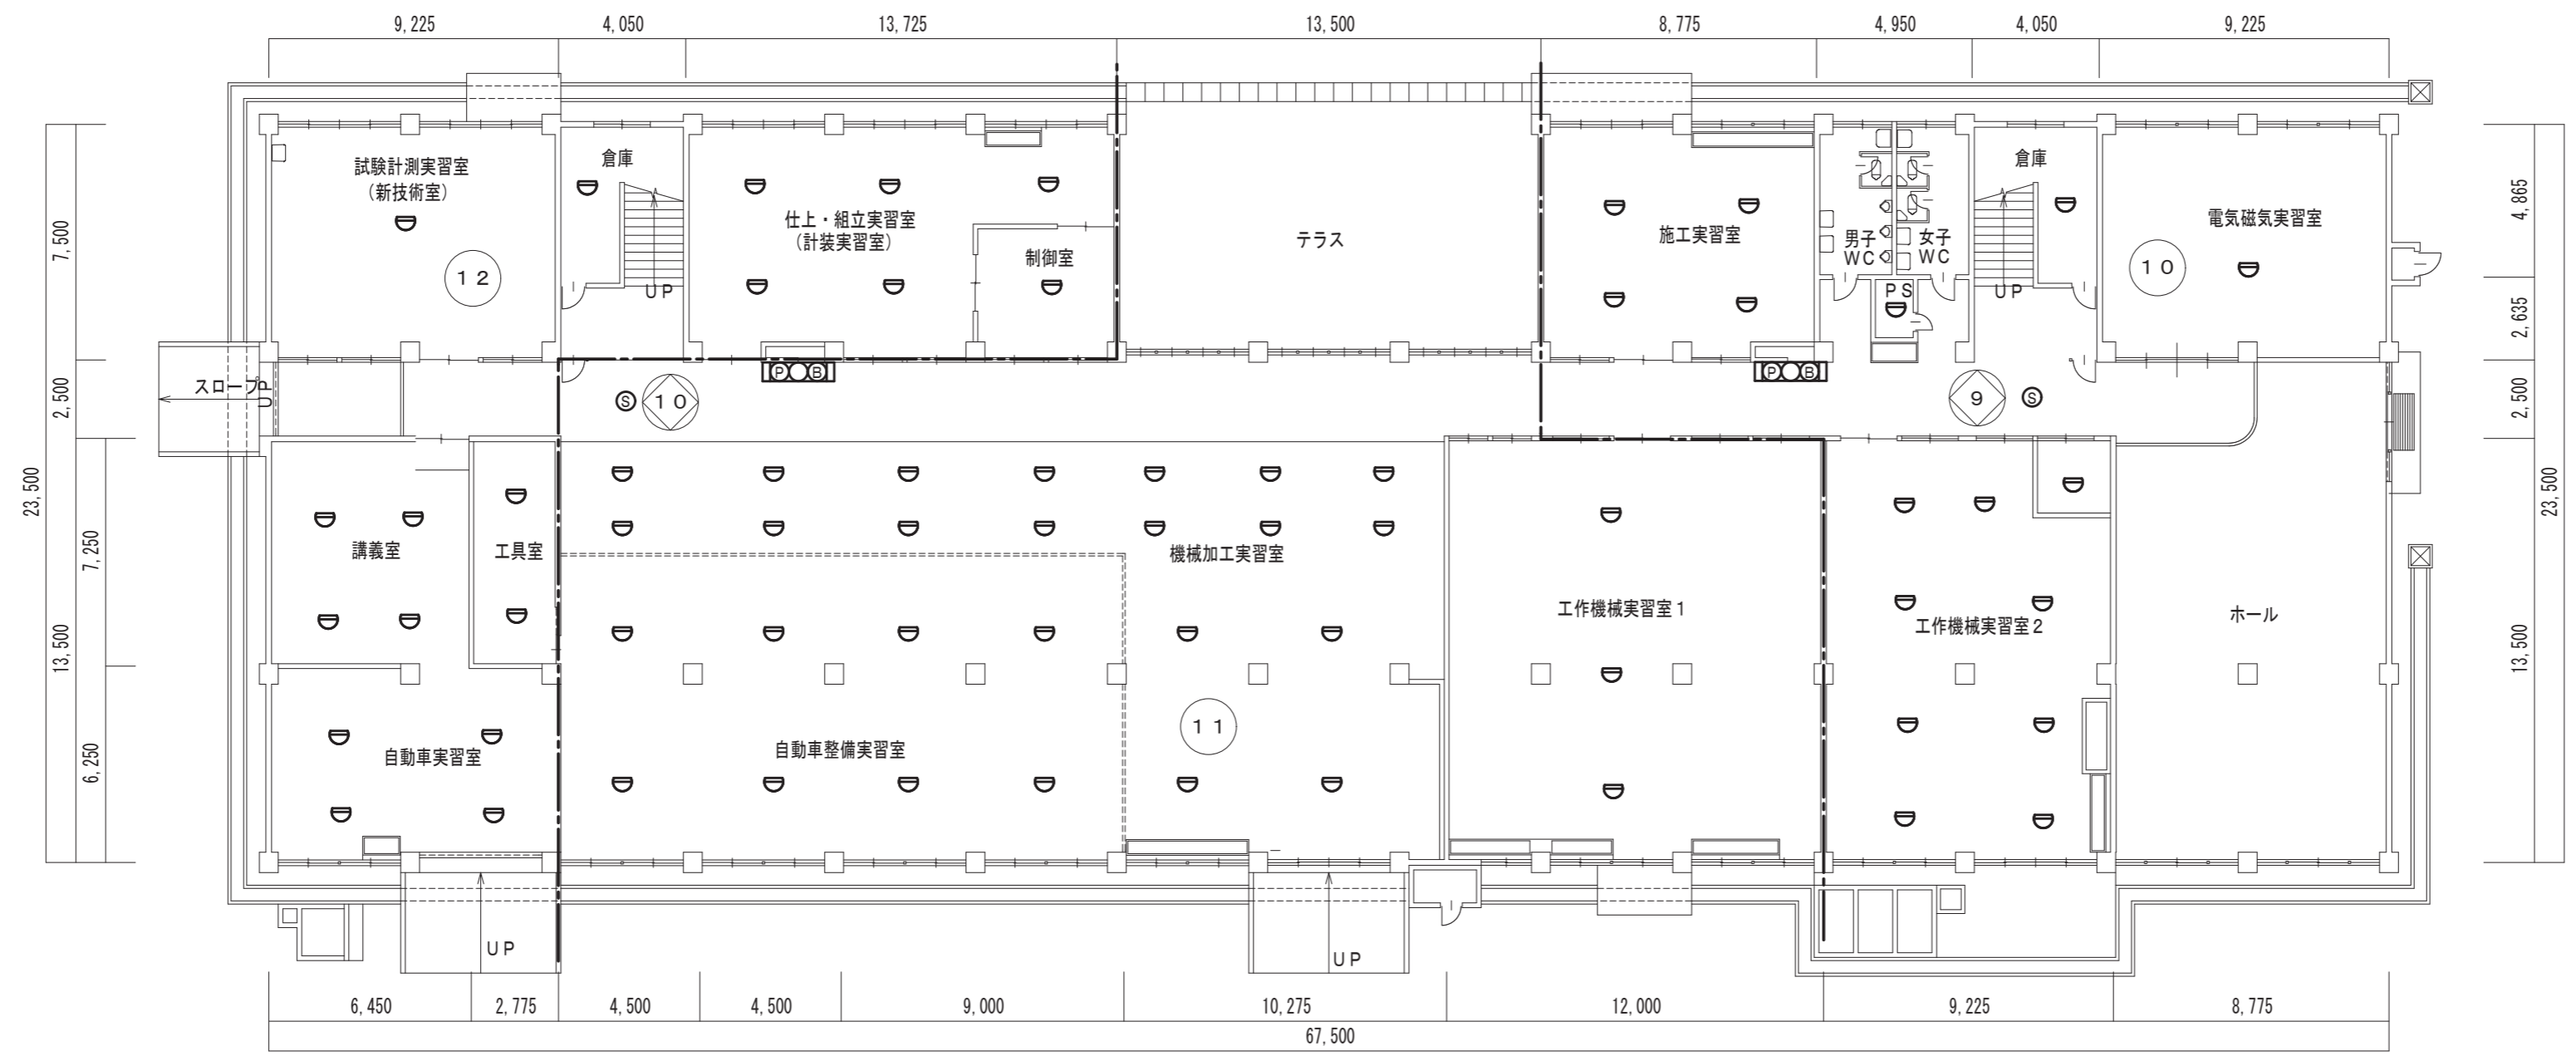 9,225
4,050
13,725
13,500
8,775
4,950
4,050
9,225
試験計測実習室
(新技術室)
12
倉庫
UP
仕上・組立実習室
(計装実習室)
制御室
テラス
施工実習室
男子
WC
女子
WC
PS
倉庫
UP
電気磁気実習室
10
7,500
2,500
23,500
7,250
13,500
6,250
4,865
2,635
2,500
23,500
13,500
スロープ
UP
S
10
P B
P B
9
S
講義室
工具室
機械加工実習室
工作機械実習室1
工作機械実習室2
ホール
自動車実習室
自動車整備実習室
11
UP
UP
6,450
2,775
4,500
4,500
9,000
10,275
12,000
9,225
8,775
67,500